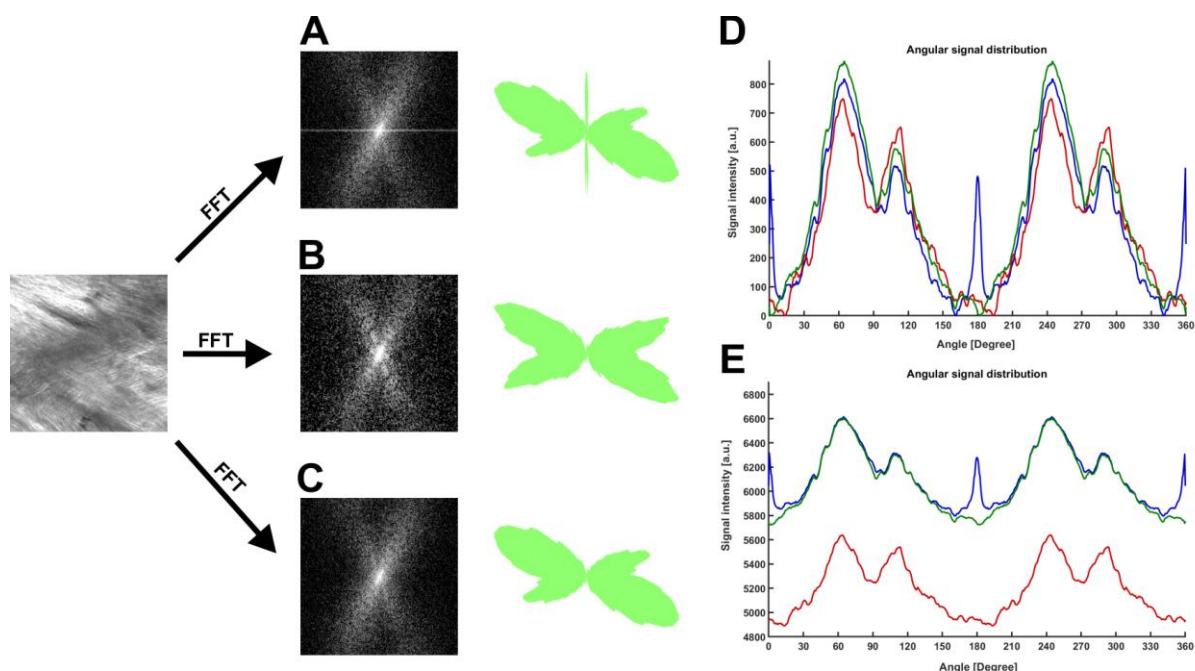 A
FFT
B
FFT
C
FFT
D
Angular signal distribution
Signal intensity [a.u.]
800
700
600
500
400
300
200
100
0
0 30 60 90 120 150 180 210 240 270 300 330 360
Angle [Degree]
E
Angular signal distribution
Signal intensity [a.u.]
6800
6600
6400
6200
6000
5800
5600
5400
5200
5000
4800
0 30 60 90 120 150 180 210 240 270 300 330 360
Angle [Degree]